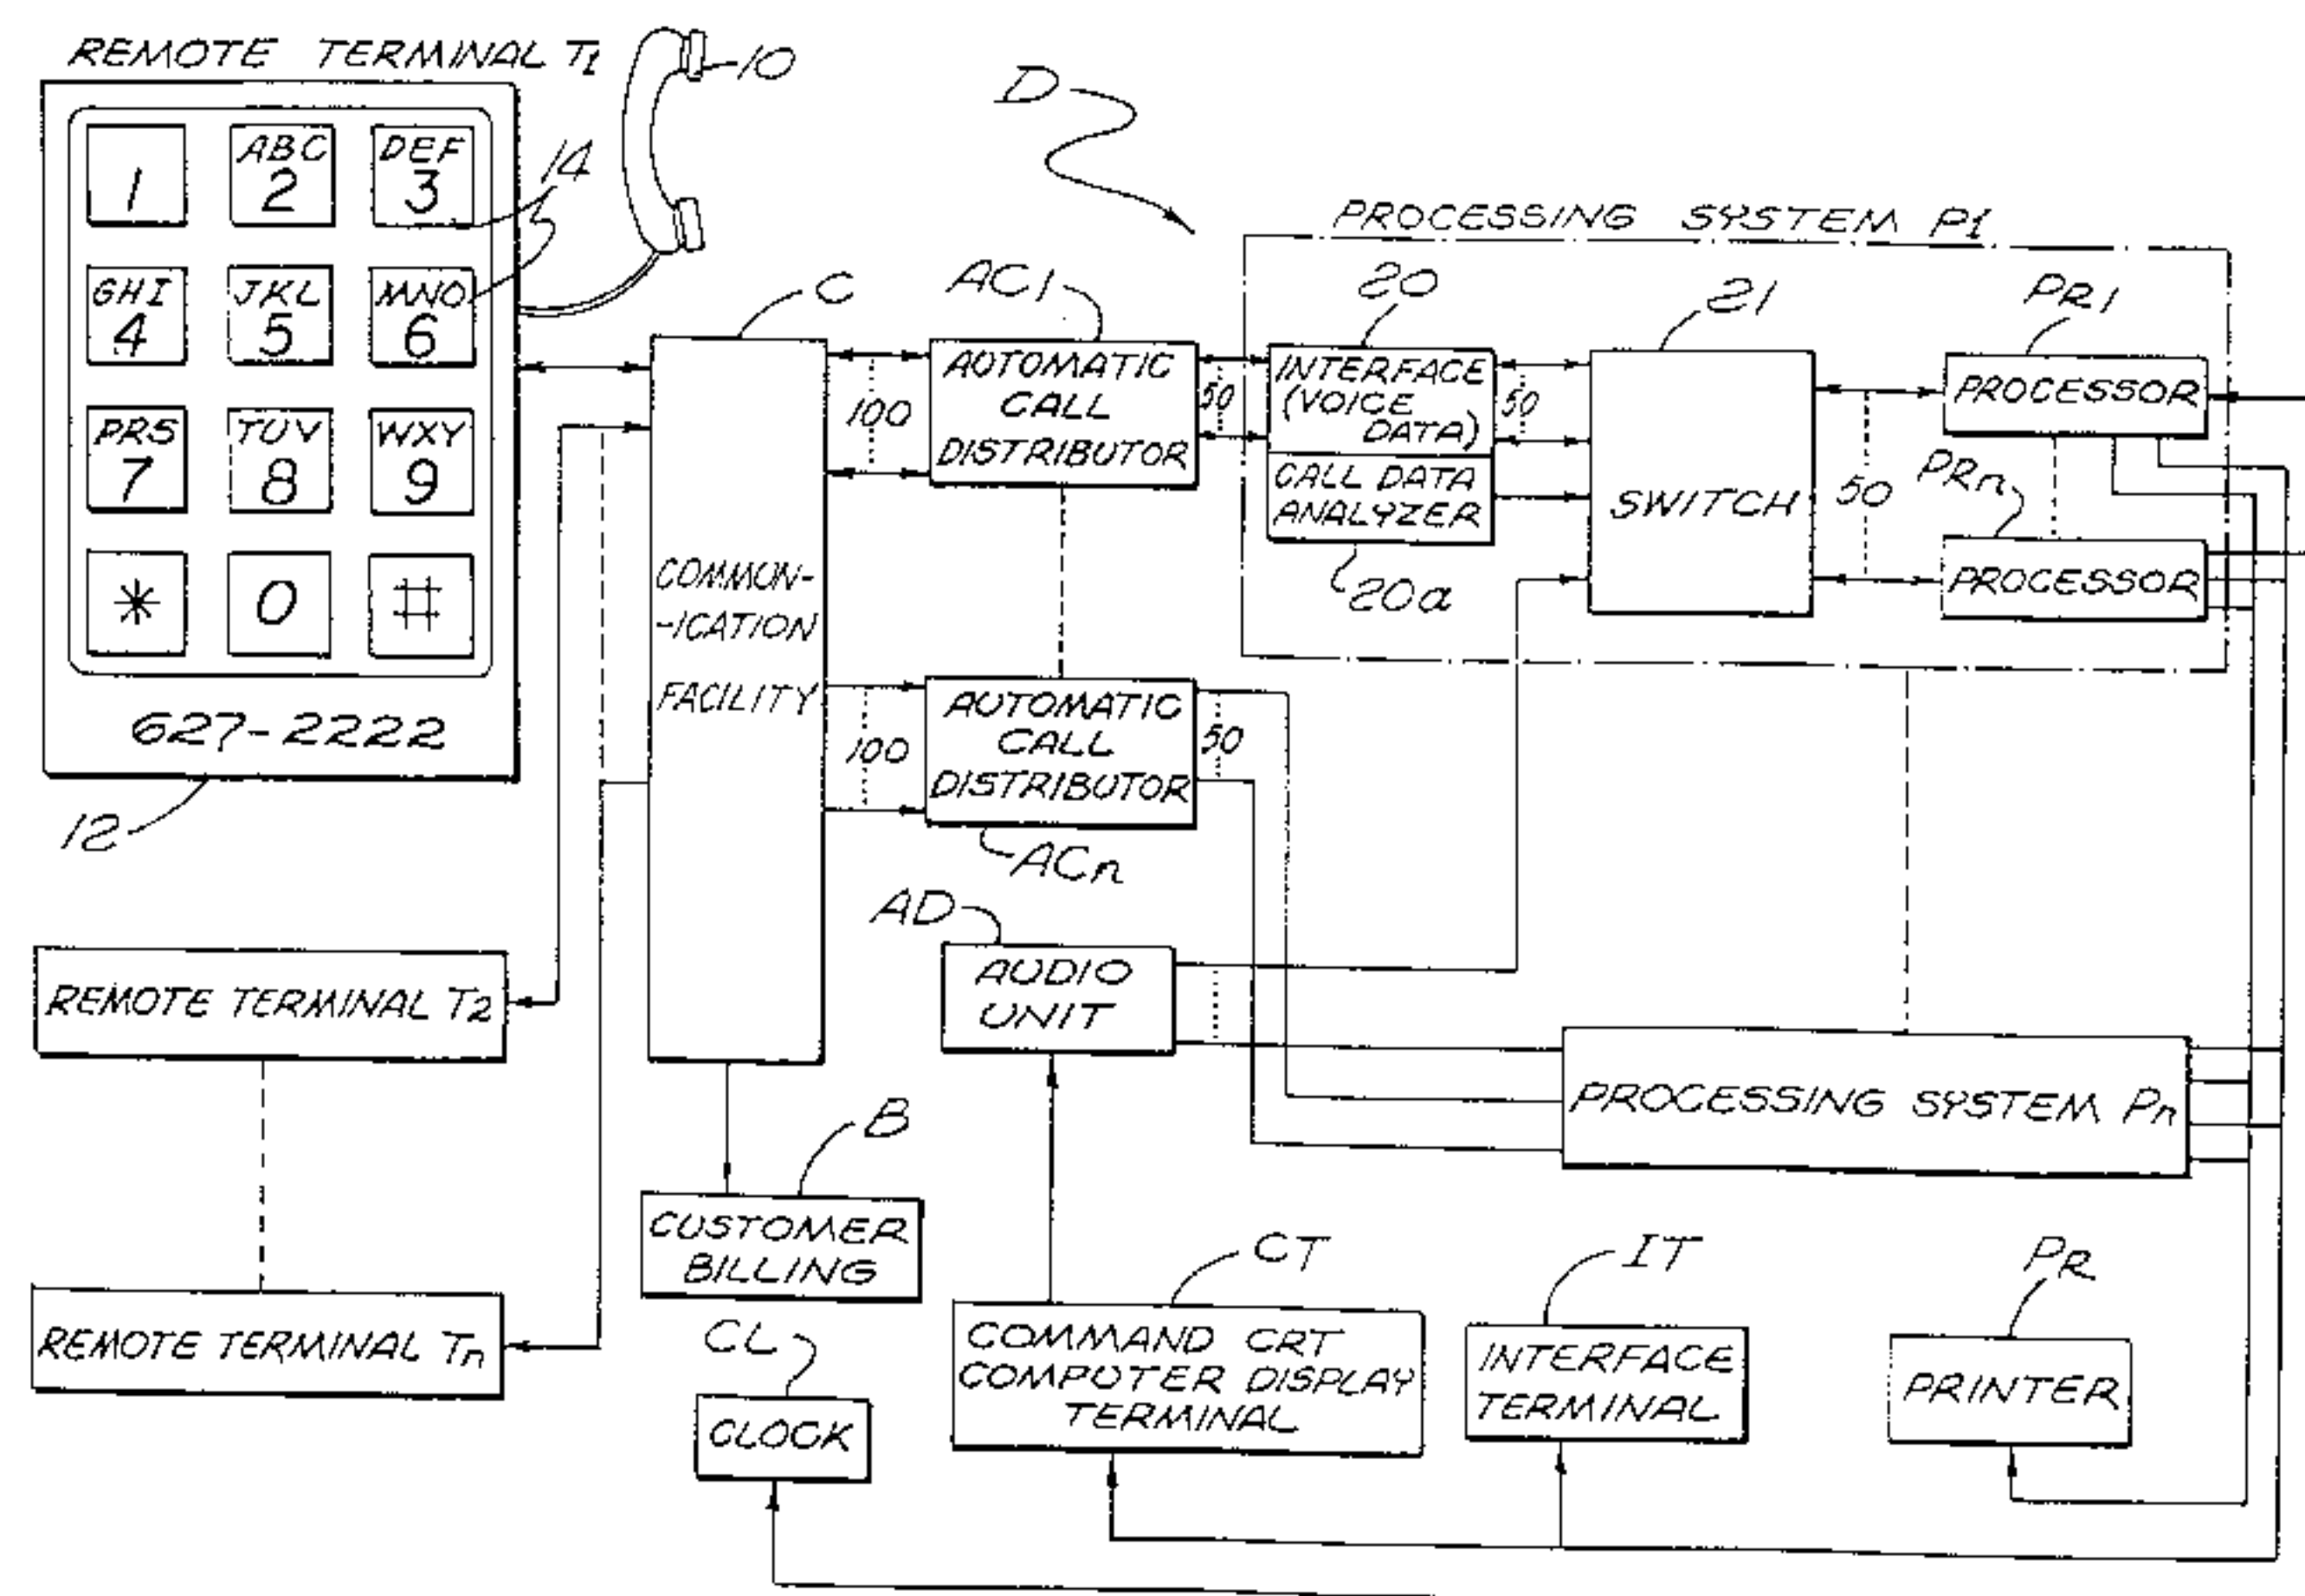 REMOTE TERMINAL T1
10
1
ABC
2
DEF
3
14
GHI
4
JKL
5
MNO
6
PRS
7
TUV
8
WXY
9
*
0
#
627-2222
12
REMOTE TERMINAL T2
REMOTE TERMINAL Tn
C
COMMUN-
-ICATION
FACILITY
100
100
AC1
AUTOMATIC
CALL
DISTRIBUTOR
50
AUTOMATIC
CALL
DISTRIBUTOR
50
ACn
D
PROCESSING SYSTEM P1
20
INTERFACE
(VOICE
DATA)
CALL DATA
ANALYZER
20a
50
21
SWITCH
50
PR1
PROCESSOR
PRn
PROCESSOR
AD
AUDIO
UNIT
PROCESSING SYSTEM Pn
B
CUSTOMER
BILLING
CL
CLOCK
CT
COMMAND CRT
COMPUTER DISPLAY
TERMINAL
IT
INTERFACE
TERMINAL
PR
PRINTER